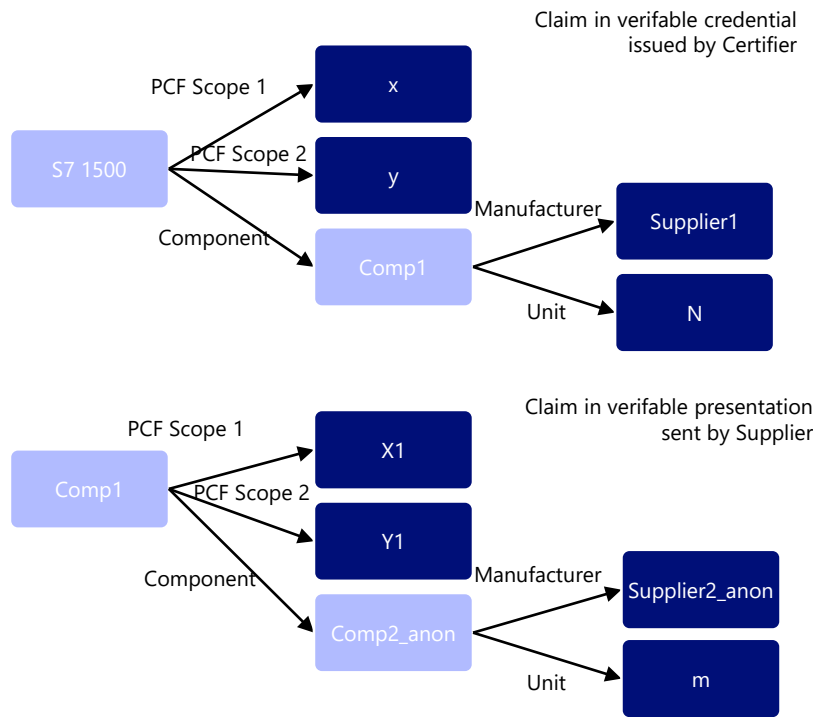 Claim in verifable credential
issued by Certifier
PCF Scope 1
x
S7 1500
PCF Scope 2
y
Manufacturer
Supplier1
Component
Comp1
Unit
N
Claim in verifable presentation
sent by Supplier
PCF Scope 1
X1
Comp1
PCF Scope 2
Y1
Component
Manufacturer
Supplier2_anon
Comp2_anon
Unit
m